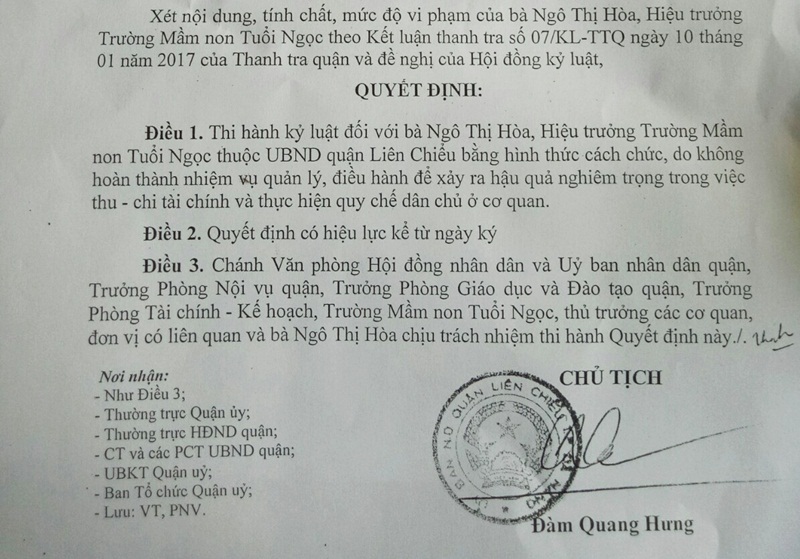 Xét nội dung, tính chất, mức độ vi phạm của bà Ngô Thị Hòa, Hiệu trưởng
Trường Mầm non Tuổi Ngọc theo Kết luận thanh tra số 07/KL-TTQ ngày 10 tháng
01 năm 2017 của Thanh tra quận và đề nghị của Hội đồng kỷ luật,
QUYẾT ĐỊNH:
Điều 1. Thi hành kỷ luật đối với bà Ngô Thị Hòa, Hiệu trưởng Trường Mầm
non Tuổi Ngọc thuộc UBND quận Liên Chiểu bằng hình thức cách chức, do không
hoàn thành nhiệm vụ quản lý, điều hành để xảy ra hậu quả nghiêm trọng trong việc
thu - chi tài chính và thực hiện quy chế dân chủ ở cơ quan.
Điều 2. Quyết định có hiệu lực kể từ ngày ký
Điều 3. Chánh Văn phòng Hội đồng nhân dân và Uỷ ban nhân dân quận,
Trưởng Phòng Nội vụ quận, Trưởng Phòng Giáo dục và Đào tạo quận, Trưởng
Phòng Tài chính - Kế hoạch, Trường Mầm non Tuổi Ngọc, thủ trưởng các cơ quan,
đơn vị có liên quan và bà Ngô Thị Hòa chịu trách nhiệm thi hành Quyết định này./.
Nơi nhận:
- Như Điều 3;
- Thường trực Quận ủy;
- Thường trực HĐND quận;
- CT và các PCT UBND quận;
- UBKT Quận uỷ;
- Ban Tổ chức Quận uỷ;
- Lưu: VT, PNV.
CHỦ TỊCH
BAN N.D QUẬN LIÊN CHIỂU
Đàm Quang Hưng